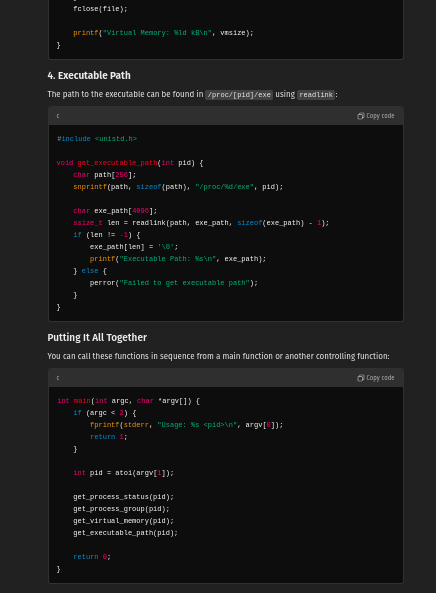 fclose(file);
printf("Virtual Memory: %ld kB\n", vmsize);
}
4. Executable Path
The path to the executable can be found in /proc/[pid]/exe using readlink:
c Copy code
#include <unistd.h>
void get_executable_path(int pid) {
char path[256];
snprintf(path, sizeof(path), "/proc/%d/exe", pid);
char exe_path[4096];
ssize_t len = readlink(path, exe_path, sizeof(exe_path) - 1);
if (len != -1) {
exe_path[len] = '\0';
printf("Executable Path: %s\n", exe_path);
} else {
perror("Failed to get executable path");
}
}
Putting It All Together
You can call these functions in sequence from a main function or another controlling function:
c Copy code
int main(int argc, char *argv[]) {
if (argc < 2) {
fprintf(stderr, "Usage: %s <pid>\n", argv[0]);
return 1;
}
int pid = atoi(argv[1]);
get_process_status(pid);
get_process_group(pid);
get_virtual_memory(pid);
get_executable_path(pid);
return 0;
}